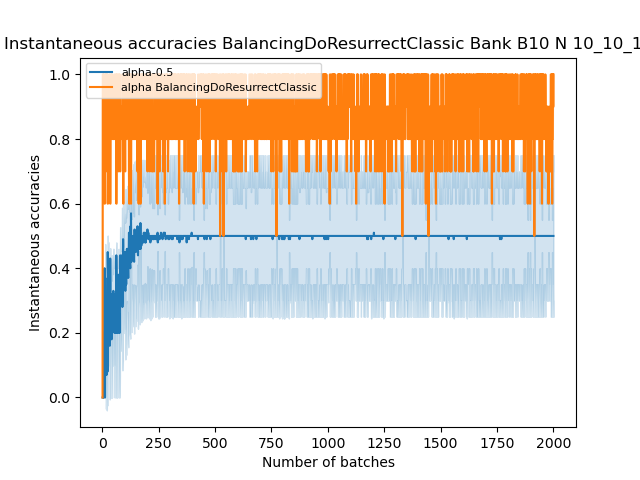 Instantaneous accuracies BalancingDoResurrectClassic Bank B10 N 10_10_1
alpha-0.5
alpha BalancingDoResurrectClassic
1.0
0.8
0.6
0.4
0.2
0.0
Instantaneous accuracies
0 250 500 750 1000 1250 1500 1750 2000
Number of batches